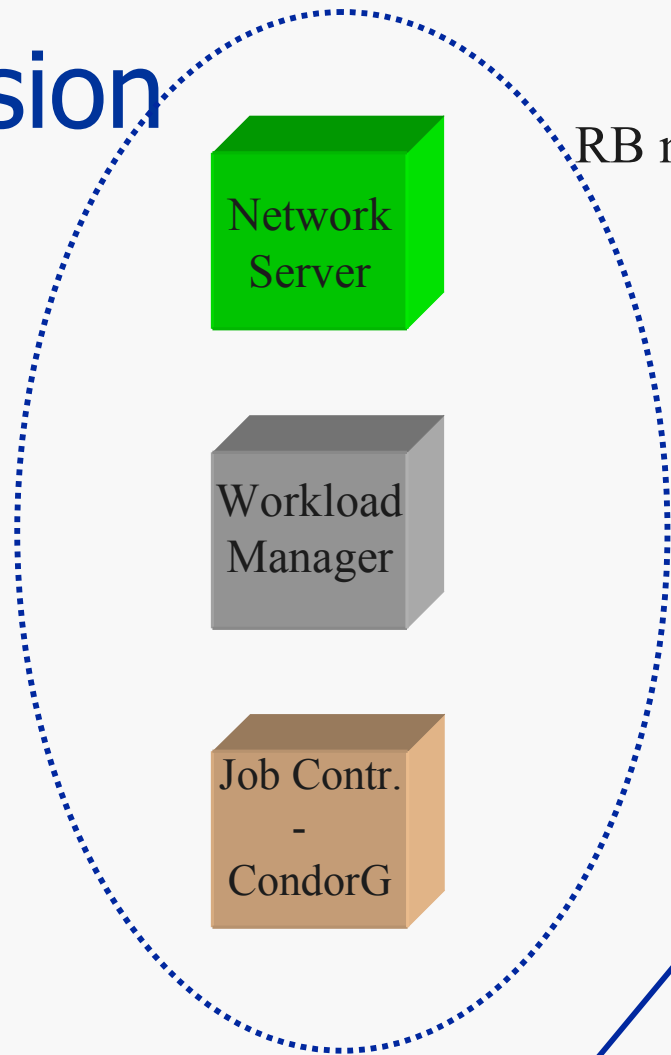 sion
RB
Network
Server
Workload
Manager
Job Contr.
-
CondorG